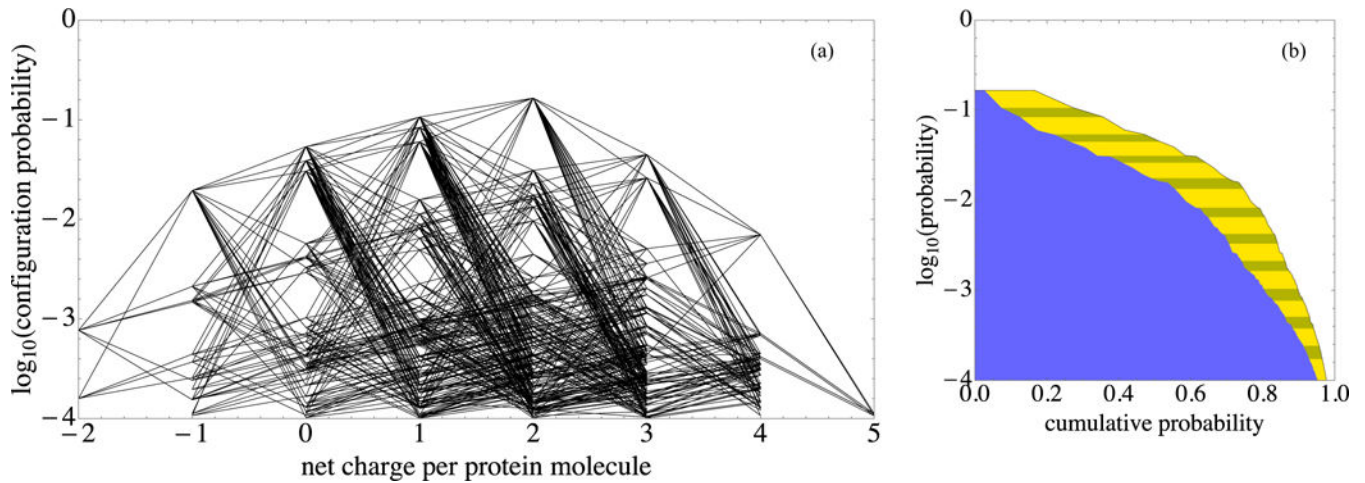 (a)
log10(configuration probability)
0
−1
−2
−3
−4
−2 −1 0 1 2 3 4 5
net charge per protein molecule
(b)
log10(probability)
0
−1
−2
−3
−4
0.0 0.2 0.4 0.6 0.8 1.0
cumulative probability